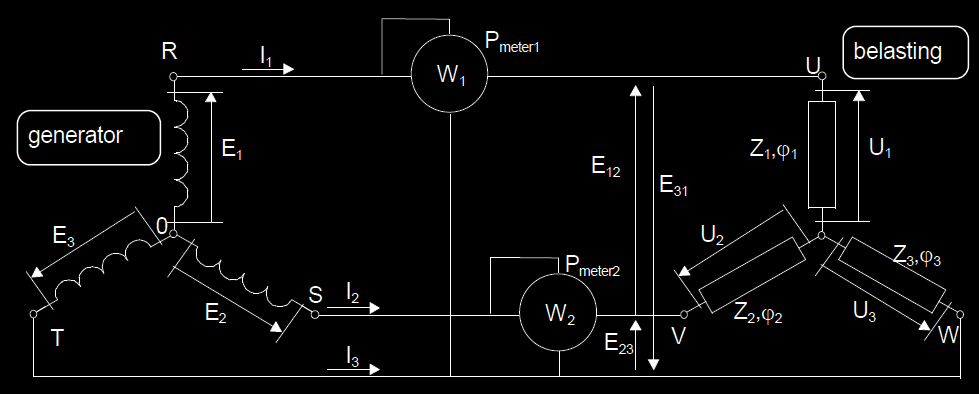 R
I1
Pmeter1
W1
U
belasting
generator
E1
E12
E31
Z1,φ1
U1
E3
0
E2
T
S
I2
Pmeter2
W2
I3
E23
U2
Z2,φ2
V
Z3,φ3
U3
W